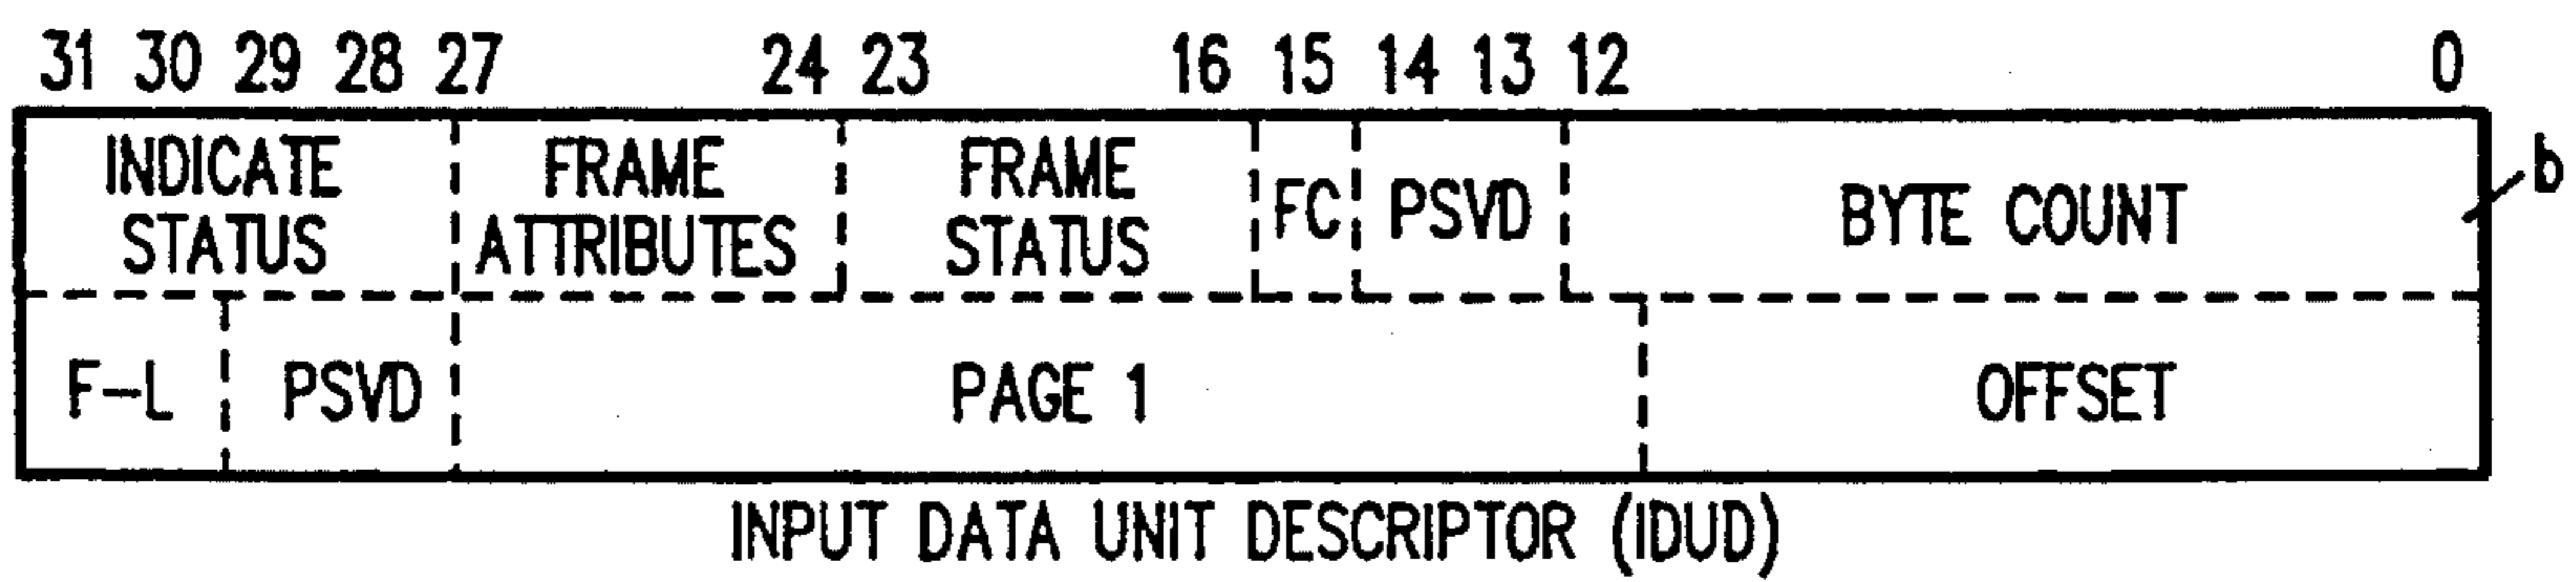 31 30 29 28 27 24 23 16 15 14 13 12 0
INDICATE STATUS
FRAME ATTRIBUTES
FRAME STATUS
FC
PSVD
BYTE COUNT
b
F-L
PSVD
PAGE 1
OFFSET
INPUT DATA UNIT DESCRIPTOR (IDUD)